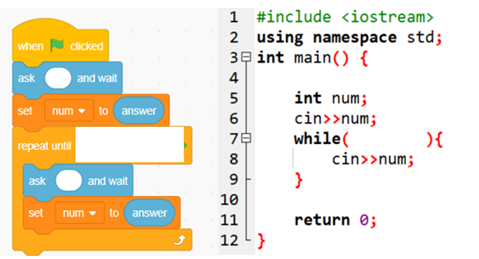 when clicked
ask and wait
set num to answer
repeat until
ask and wait
set num to answer
1 #include <iostream>
2 using namespace std;
3 int main() {
4
5 int num;
6 cin>>num;
7 while( ){
8 cin>>num;
9 }
10
11 return 0;
12 }